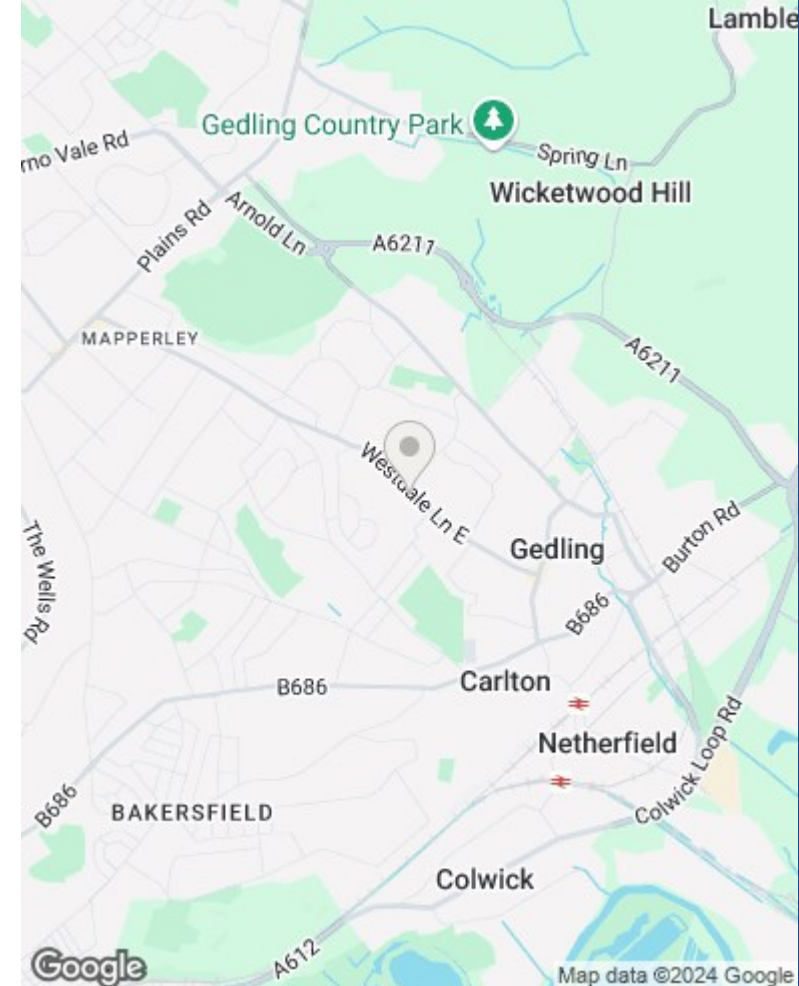 Lamble
Gedling Country Park
rno Vale Rd
Spring Ln
Wicketwood Hill
Plains Rd
Arnold Ln
A6211
MAPPERLEY
A6211
Westdale Ln E
The Wells Rd
Gedling
Burton Rd
B686
Carlton
B686
Netherfield
Colwick Loop Rd
B686
BAKERSFIELD
Colwick
A612
Google
Map data ©2024 Google